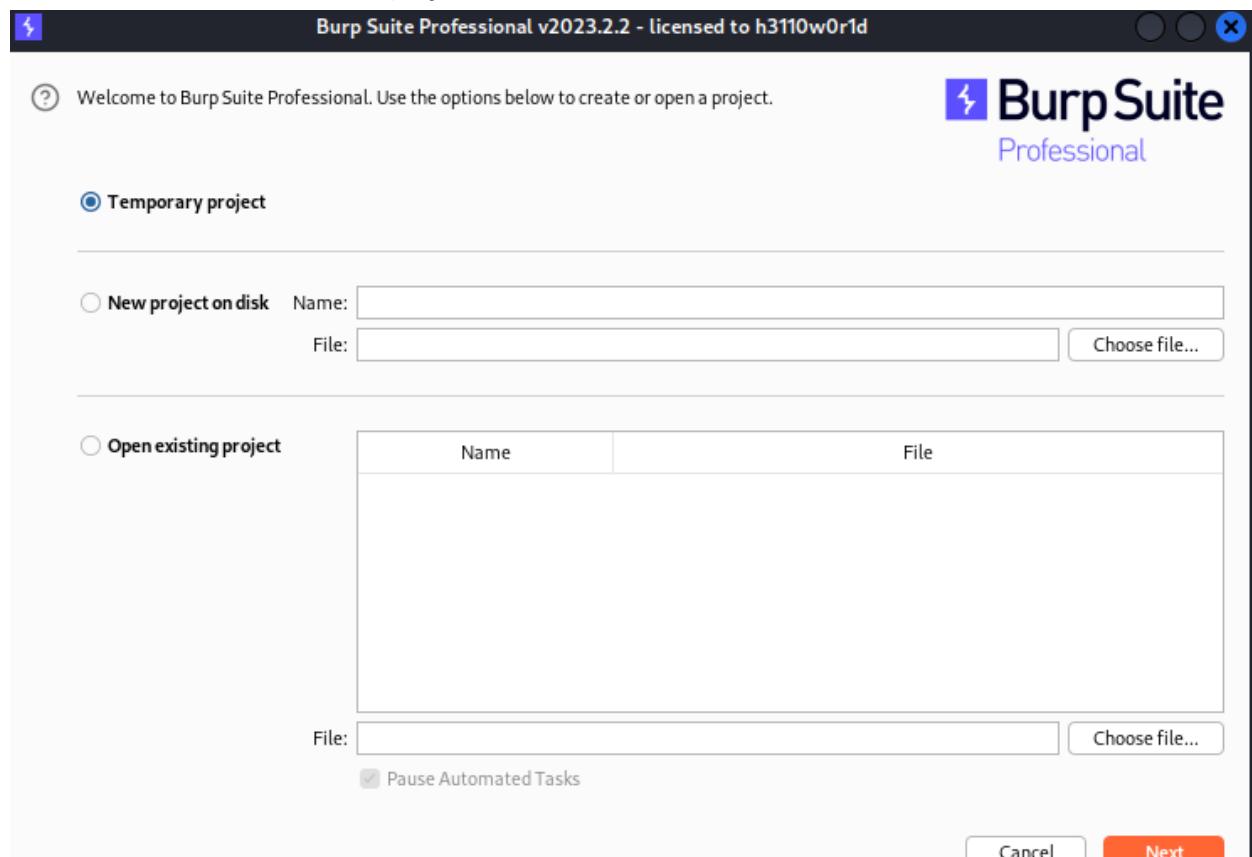 Burp Suite Professional v2023.2.2 - licensed to h3110w0r1d
Welcome to Burp Suite Professional. Use the options below to create or open a project.
Burp Suite
Professional
Temporary project
New project on disk Name:
File: Choose file...
Open existing project Name File
File: Choose file...
Pause Automated Tasks
Cancel Next